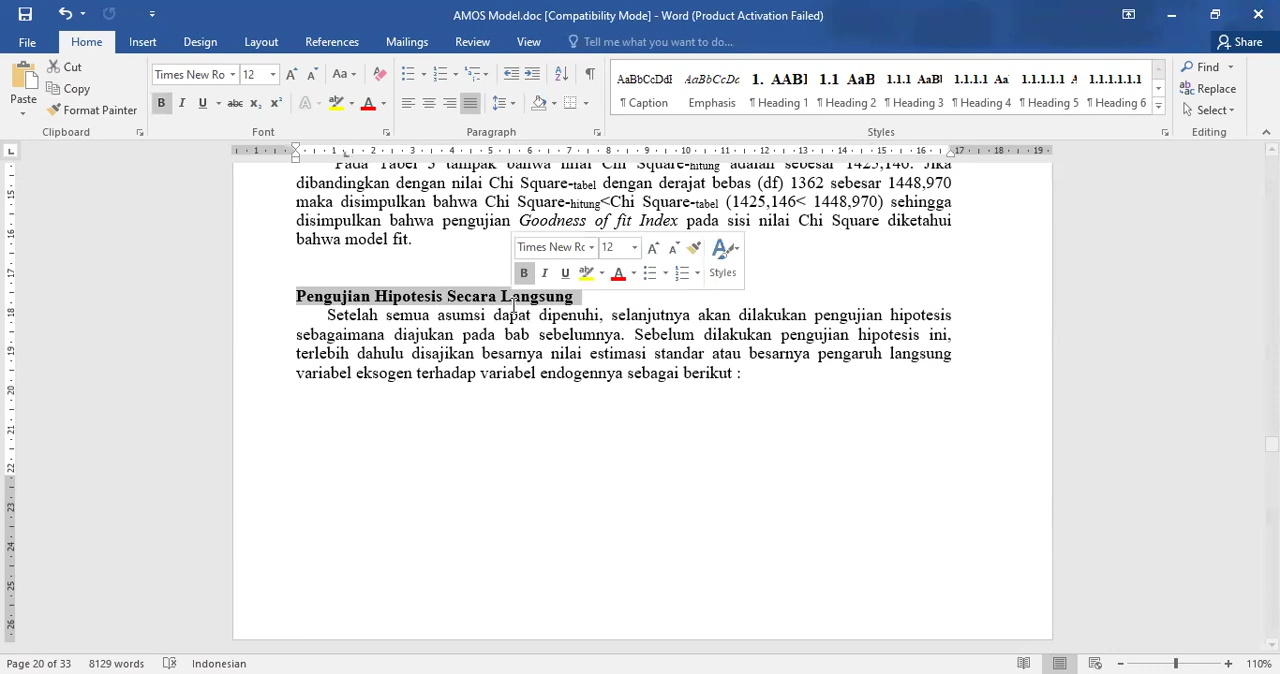 AMOS Model.doc [Compatibility Mode] - Word (Product Activation Failed)
File Home Insert Design Layout References Mailings Review View Tell me what you want to do... Share
Paste
Cut
Copy
Format Painter
Clipboard
Times New Ro 12
Font
Paragraph
AaBbCcDdI AaBbCcDc 1. AABI 1.1 AaB 1.1.1 AaB 1.1.1.1 Aa 1.1.1.1.1 A 1.1.1.1.1.1
¶ Caption Emphasis ¶ Heading 1 ¶ Heading 2 ¶ Heading 3 ¶ Heading 4 ¶ Heading 5 ¶ Heading 6
Styles
Find
Replace
Select
Editing
Pada Tabel 5 tampak bahwa nilai Chi Square-hitung adalah sebesar 1425,146. Jika
dibandingkan dengan nilai Chi Square-tabel dengan derajat bebas (df) 1362 sebesar 1448,970
maka disimpulkan bahwa Chi Square-hitung<Chi Square-tabel (1425,146< 1448,970) sehingga
disimpulkan bahwa pengujian Goodness of fit Index pada sisi nilai Chi Square diketahui
bahwa model fit.
Times New Rc 12
Styles
Pengujian Hipotesis Secara Langsung
Setelah semua asumsi dapat dipenuhi, selanjutnya akan dilakukan pengujian hipotesis
sebagaimana diajukan pada bab sebelumnya. Sebelum dilakukan pengujian hipotesis ini,
terlebih dahulu disajikan besarnya nilai estimasi standar atau besarnya pengaruh langsung
variabel eksogen terhadap variabel endogennya sebagai berikut :
Page 20 of 33 8129 words Indonesian 110%